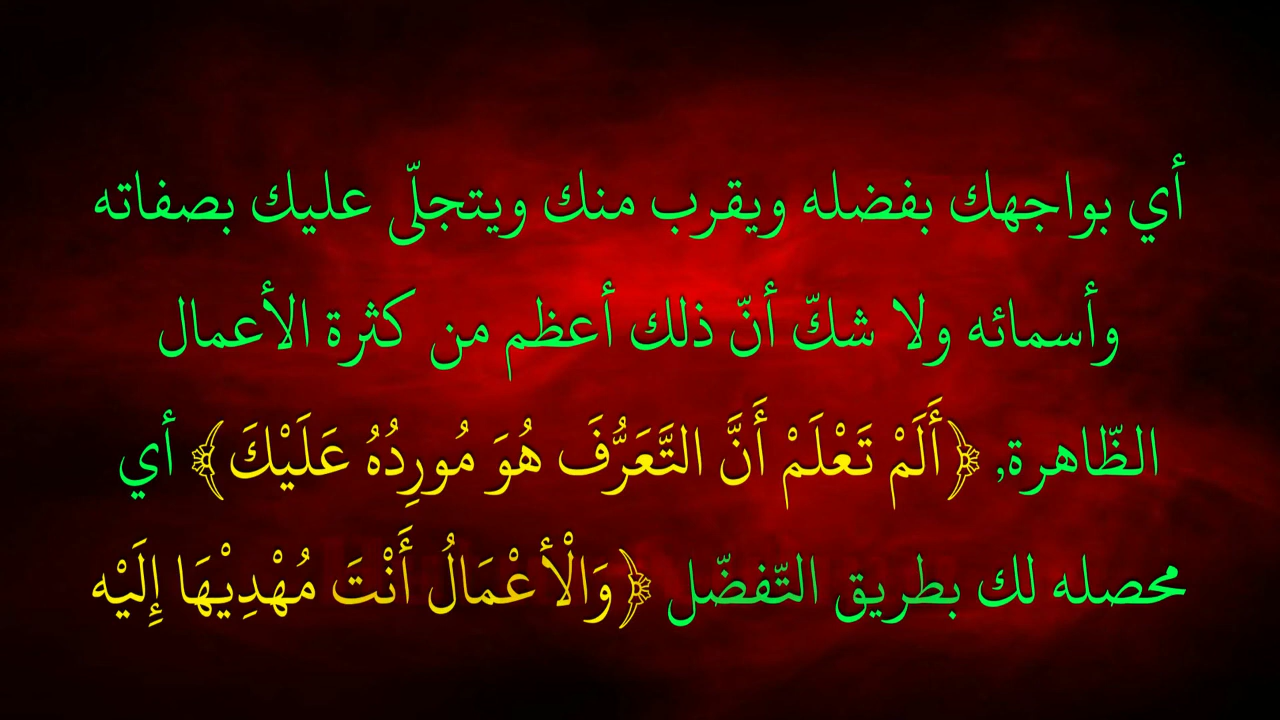 أي بواجهك بفضله ويقرب منك ويتجلّى عليك بصفاته
وأسمائه ولا شكّ أنّ ذلك أعظم من كثرة الأعمال
الظّاهرة, ﴿أَلَمْ تَعْلَمْ أَنَّ التَّعَرُّفَ هُوَ مُورِدُهُ عَلَيْكَ﴾ أي
محصله لك بطريق التّفضّل ﴿وَالْأَعْمَالُ أَنْتَ مُهْدِيْهَا إِلَيْه